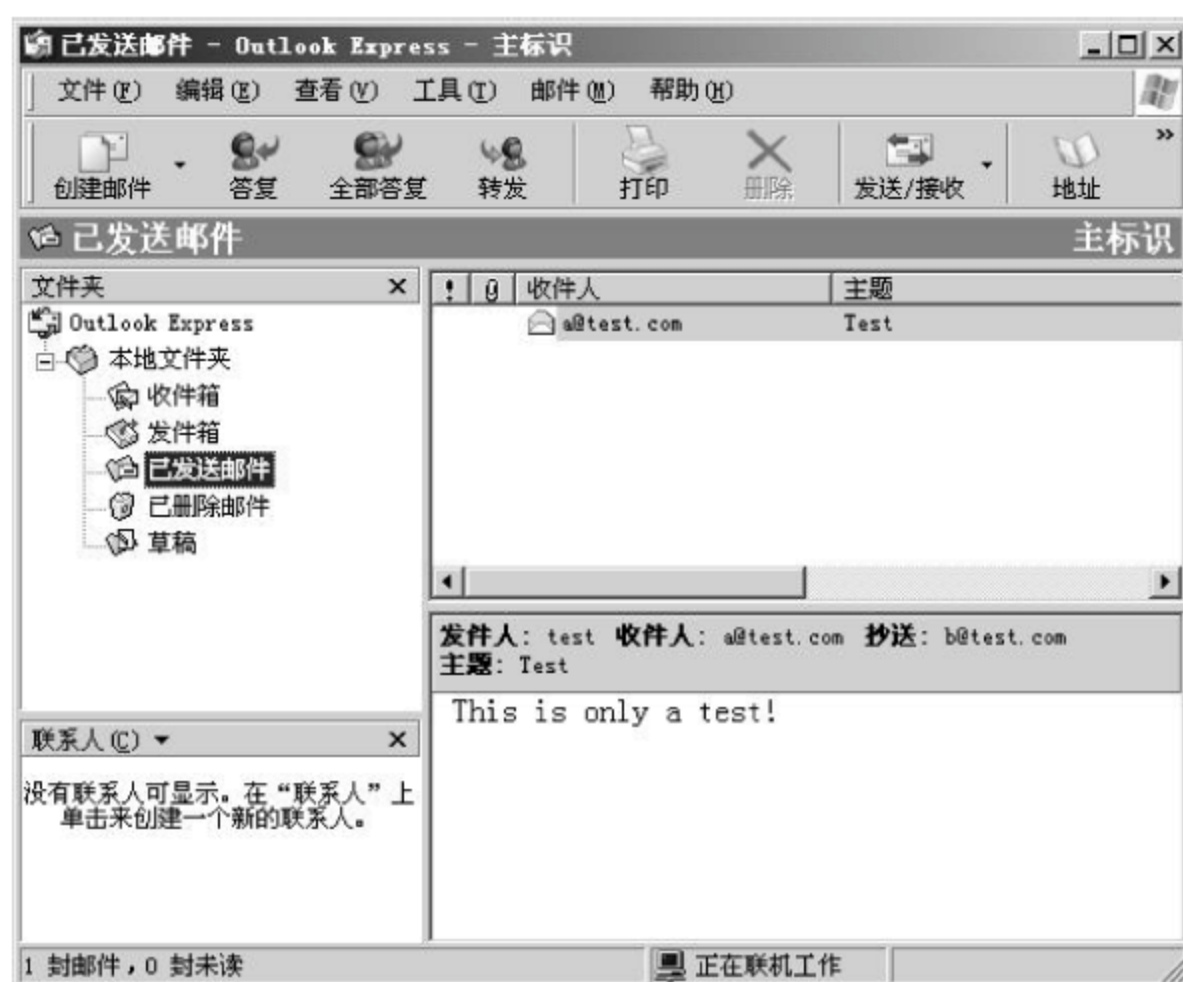 已发送邮件 - Outlook Express - 主标识
文件(F) 编辑(E) 查看(V) 工具(T) 邮件(M) 帮助(H)
创建邮件 答复 全部答复 转发 打印 删除 发送/接收 地址 »
已发送邮件 主标识
文件夹
! 收件人 主题
Outlook Express
a@test.com Test
本地文件夹
收件箱
发件箱
已发送邮件
已删除邮件
草稿
发件人: test 收件人: a@test.com 抄送: b@test.com
主题: Test
This is only a test!
联系人(C)
没有联系人可显示。在“联系人”上
单击来创建一个新的联系人。
1 封邮件，0 封未读 正在联机工作